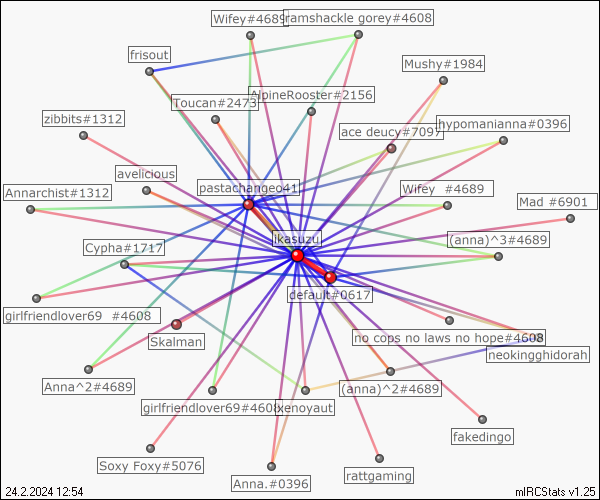 Wifey#4689
ramshackle gorey#4608
frisout
Mushy#1984
AlpineRooster#2156
Toucan#2473
zibbits#1312
ace deucy#7097
hypomanianna#0396
avelicious
pastachangeo41
Annarchist#1312
Wifey #4689
Mad #6901
ikasuzu
(anna)^3#4689
Cypha#1717
default#0617
girlfriendlover69 #4608
Skalman
no cops no laws no hope#4608
neokingghidorah
Anna^2#4689
(anna)^2#4689
girlfriendlover69#4608
xenoyaut
fakedingo
Soxy Foxy#5076
rattgaming
Anna.#0396
24.2.2024 12:54
mIRCStats v1.25